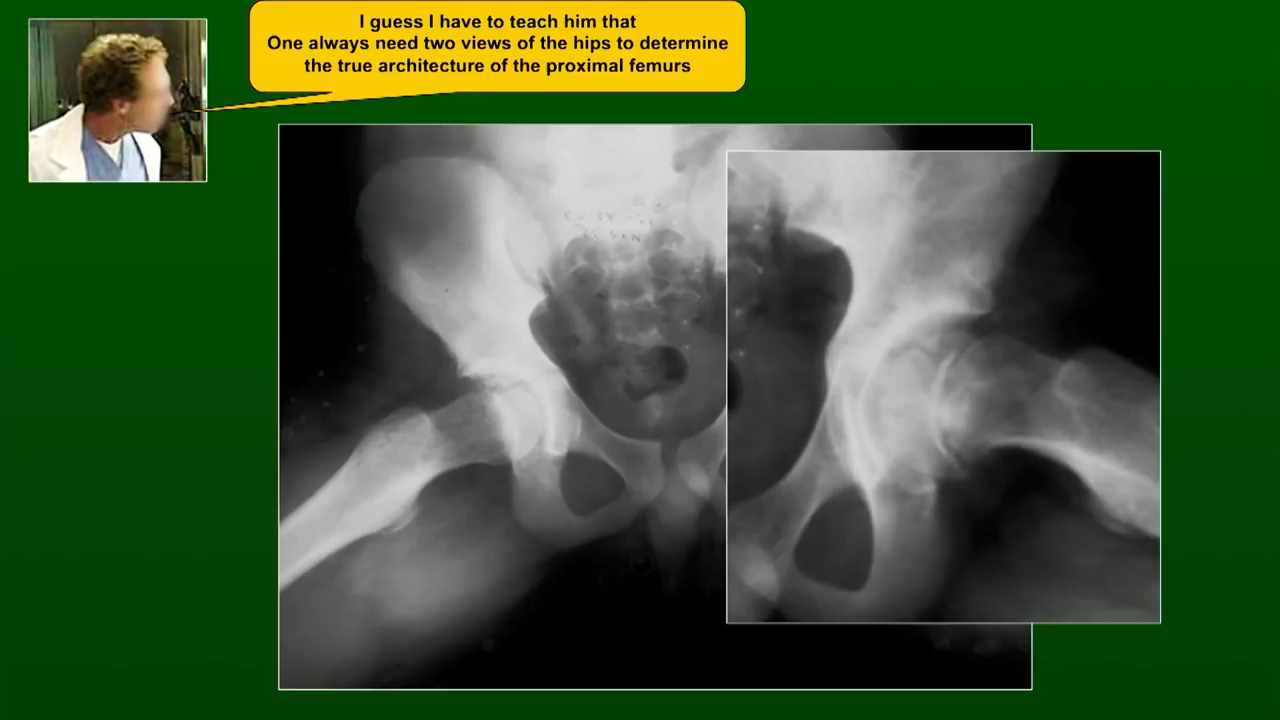 I guess I have to teach him that
One always need two views of the hips to determine
the true architecture of the proximal femurs